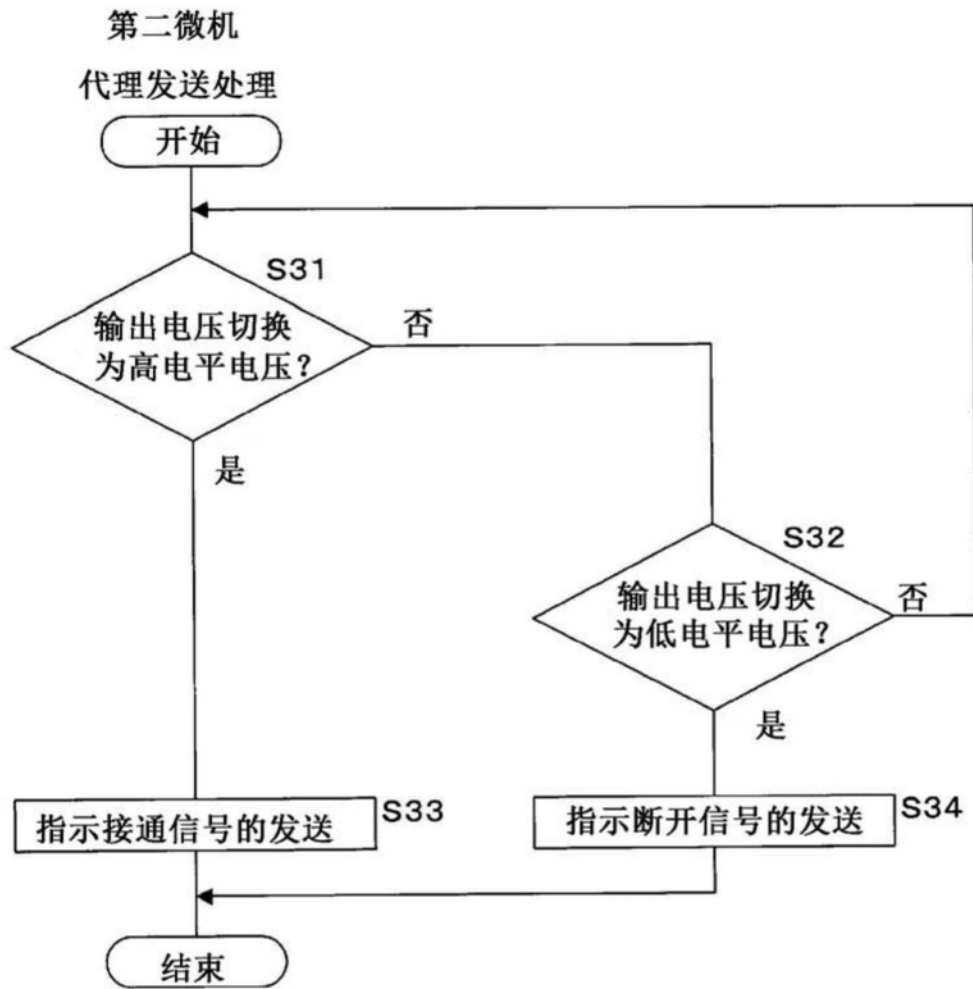 第二微机
代理发送处理
开始
S31
输出电压切换
为高电平电压?
否
是
S32
输出电压切换
为低电平电压?
否
是
指示接通信号的发送
S33
指示断开信号的发送
S34
结束